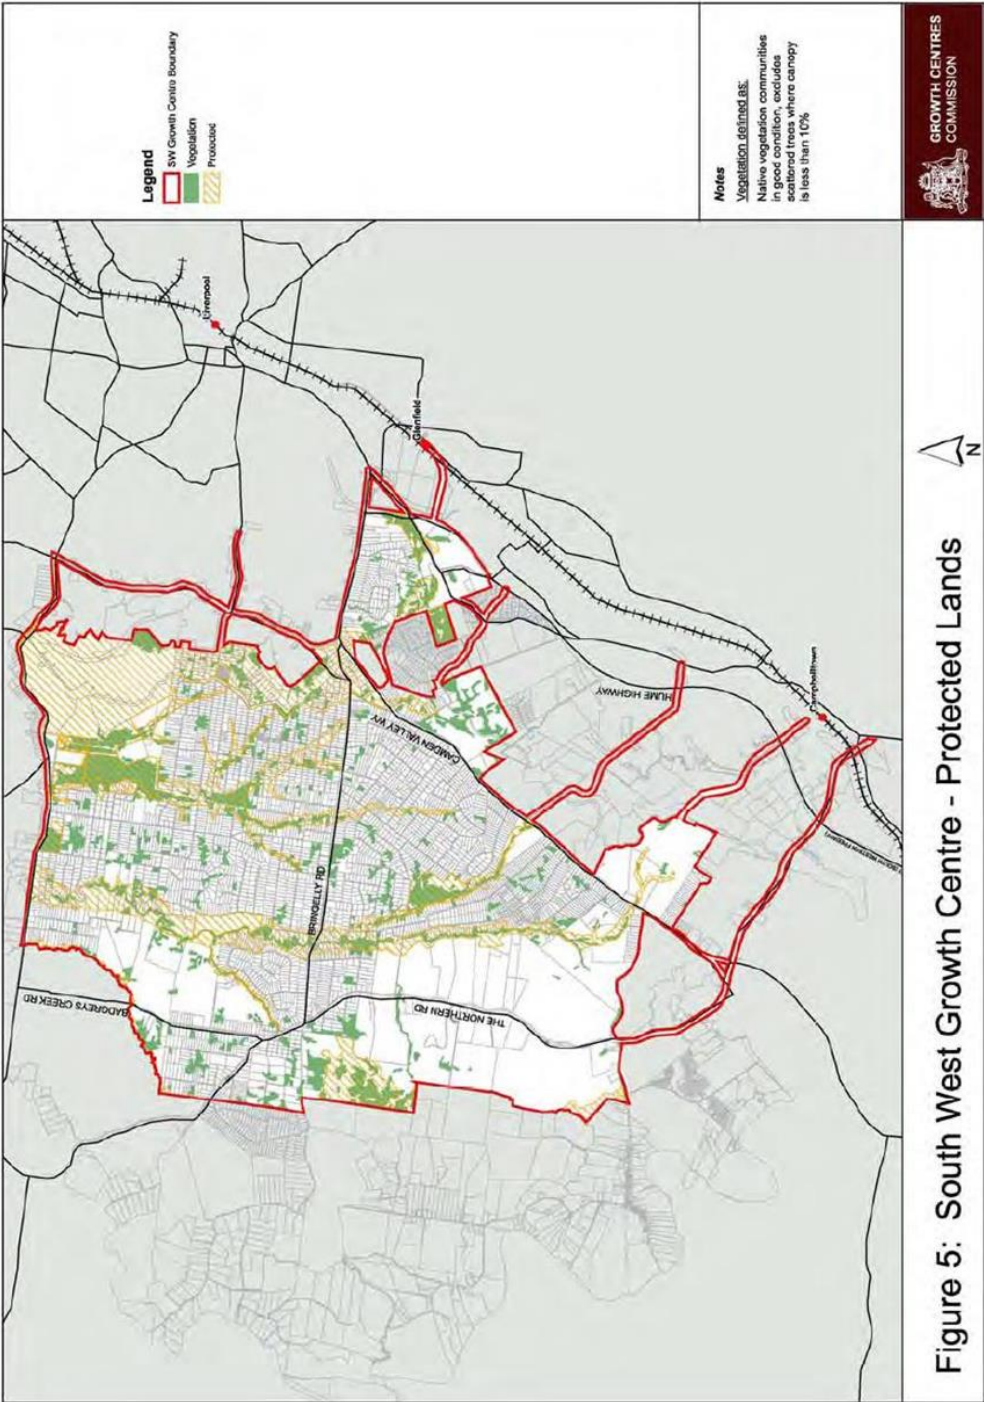 Legend
SW Growth Centre Boundary
Vegetation
Protected
Notes
Vegetation defined as:
Native vegetation communities
in good condition, excludes
scattered trees where canopy
is less than 10%
GROWTH CENTRES
COMMISSION
Liverpool
Glenfield
Campbelltown
HUME HIGHWAY
CAMDEN VALLEY WY
BRINGELLY RD
THE NORTHERN RD
BADGREYS CREEK RD
N
Figure 5: South West Growth Centre - Protected Lands